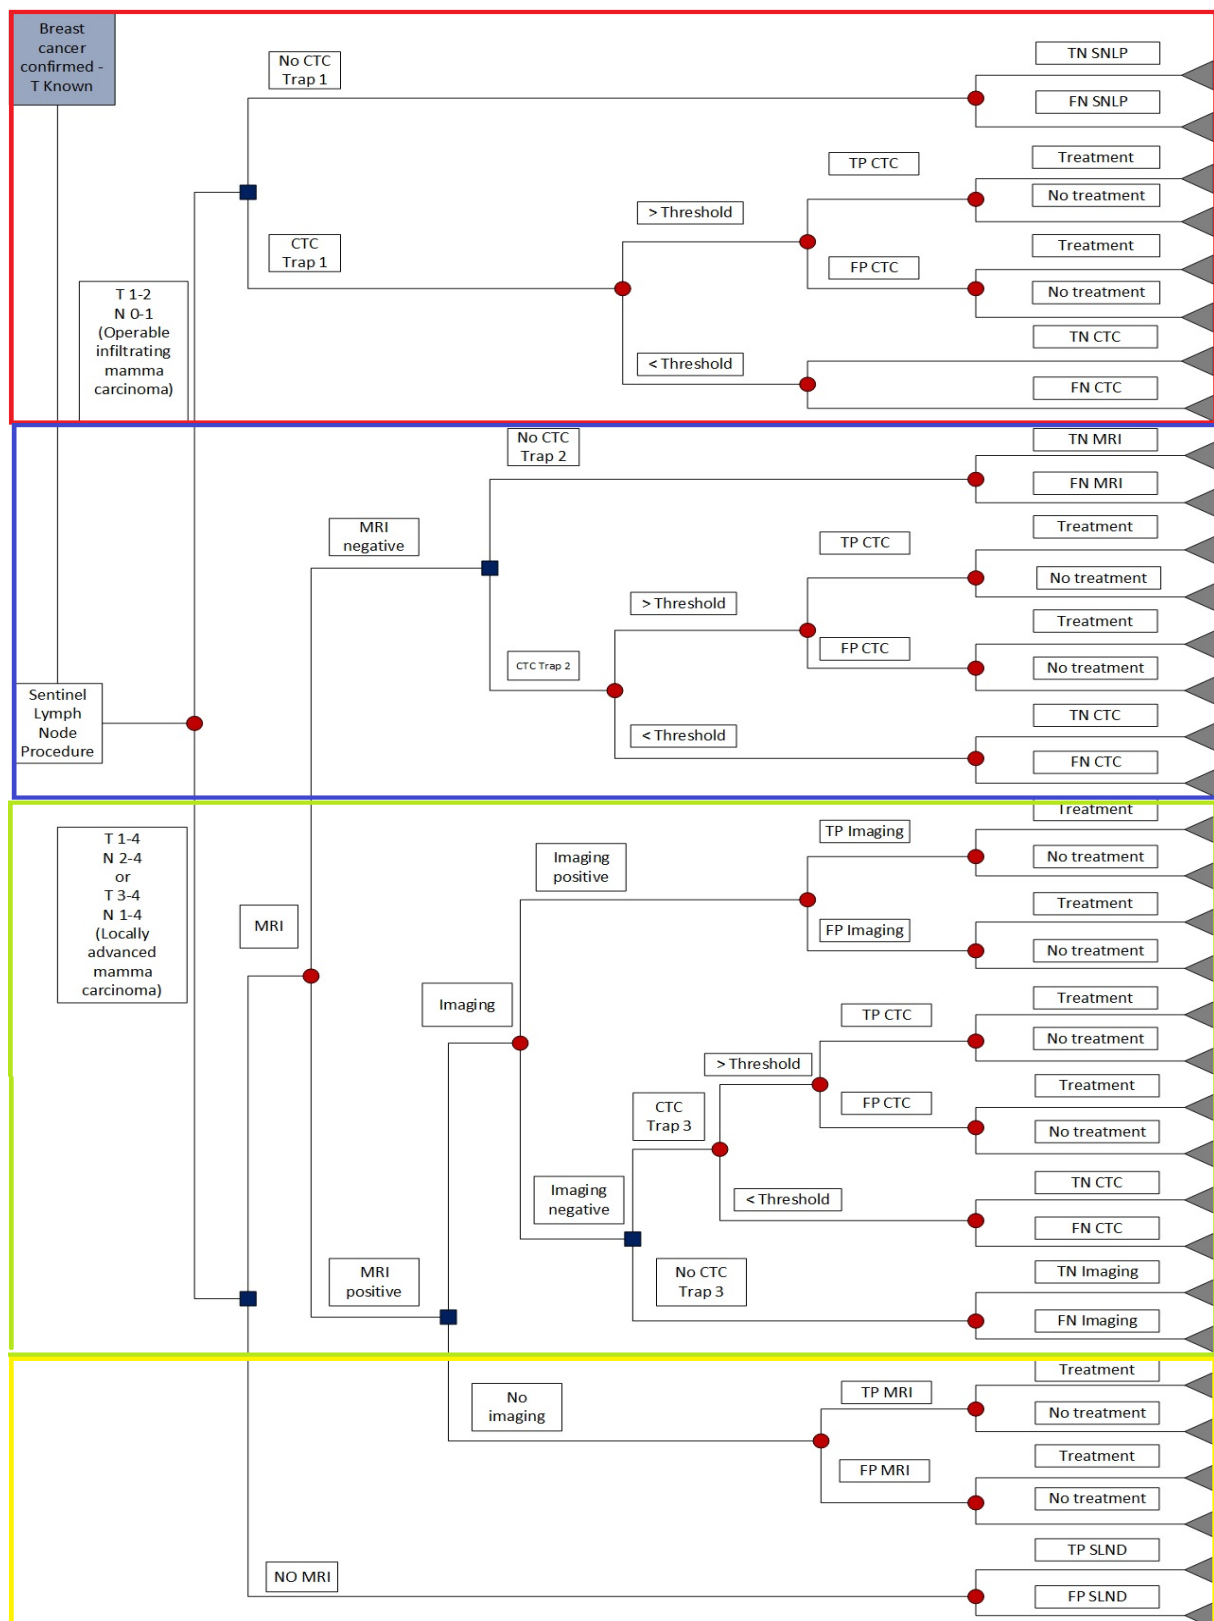 Breast
cancer
confirmed -
T Known
No CTC
Trap 1
TN SNLP
FN SNLP
TP CTC
Treatment
No treatment
> Threshold
CTC
Trap 1
FP CTC
Treatment
No treatment
T 1-2
N 0-1
(Operable
infiltrating
mamma
carcinoma)
< Threshold
TN CTC
FN CTC
No CTC
Trap 2
TN MRI
FN MRI
MRI
negative
TP CTC
Treatment
No treatment
> Threshold
CTC Trap 2
FP CTC
Treatment
No treatment
Sentinel
Lymph
Node
Procedure
< Threshold
TN CTC
FN CTC
T 1-4
N 2-4
or
T 3-4
N 1-4
(Locally
advanced
mamma
carcinoma)
MRI
Imaging
positive
TP Imaging
Treatment
No treatment
FP Imaging
Treatment
No treatment
Imaging
TP CTC
Treatment
No treatment
> Threshold
CTC
Trap 3
FP CTC
Treatment
No treatment
Imaging
negative
< Threshold
TN CTC
FN CTC
MRI
positive
No CTC
Trap 3
TN Imaging
FN Imaging
No
imaging
TP MRI
Treatment
No treatment
FP MRI
Treatment
No treatment
NO MRI
TP SLND
FP SLND